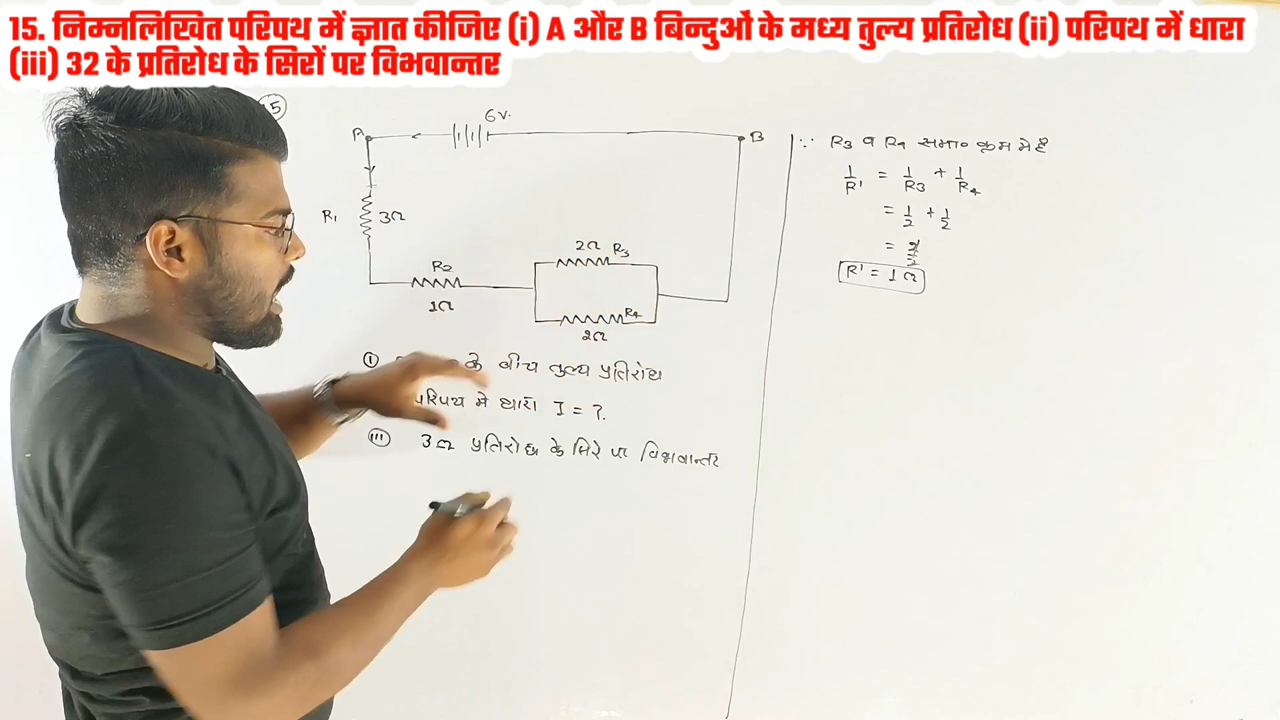 15. निम्नलिखित परिपथ में ज्ञात कीजिए (i) A और B बिन्दुओं के मध्य तुल्य प्रतिरोध (ii) परिपथ में धारा
(iii) 32 के प्रतिरोध के सिरों पर विभवान्तर
6v.
A
B
R1
3Ω
R2
1Ω
2Ω R3
R4
2Ω
(i) के बीच तुल्य प्रतिरोध
परिपथ मे धारा I = ?.
(iii) 3Ω प्रतिरोध के सिरे पर विभवान्तर
∵ R3 व R4 समा० क्रम मे है
1/R' = 1/R3 + 1/R4
= 1/2 + 1/2
R' = 1Ω